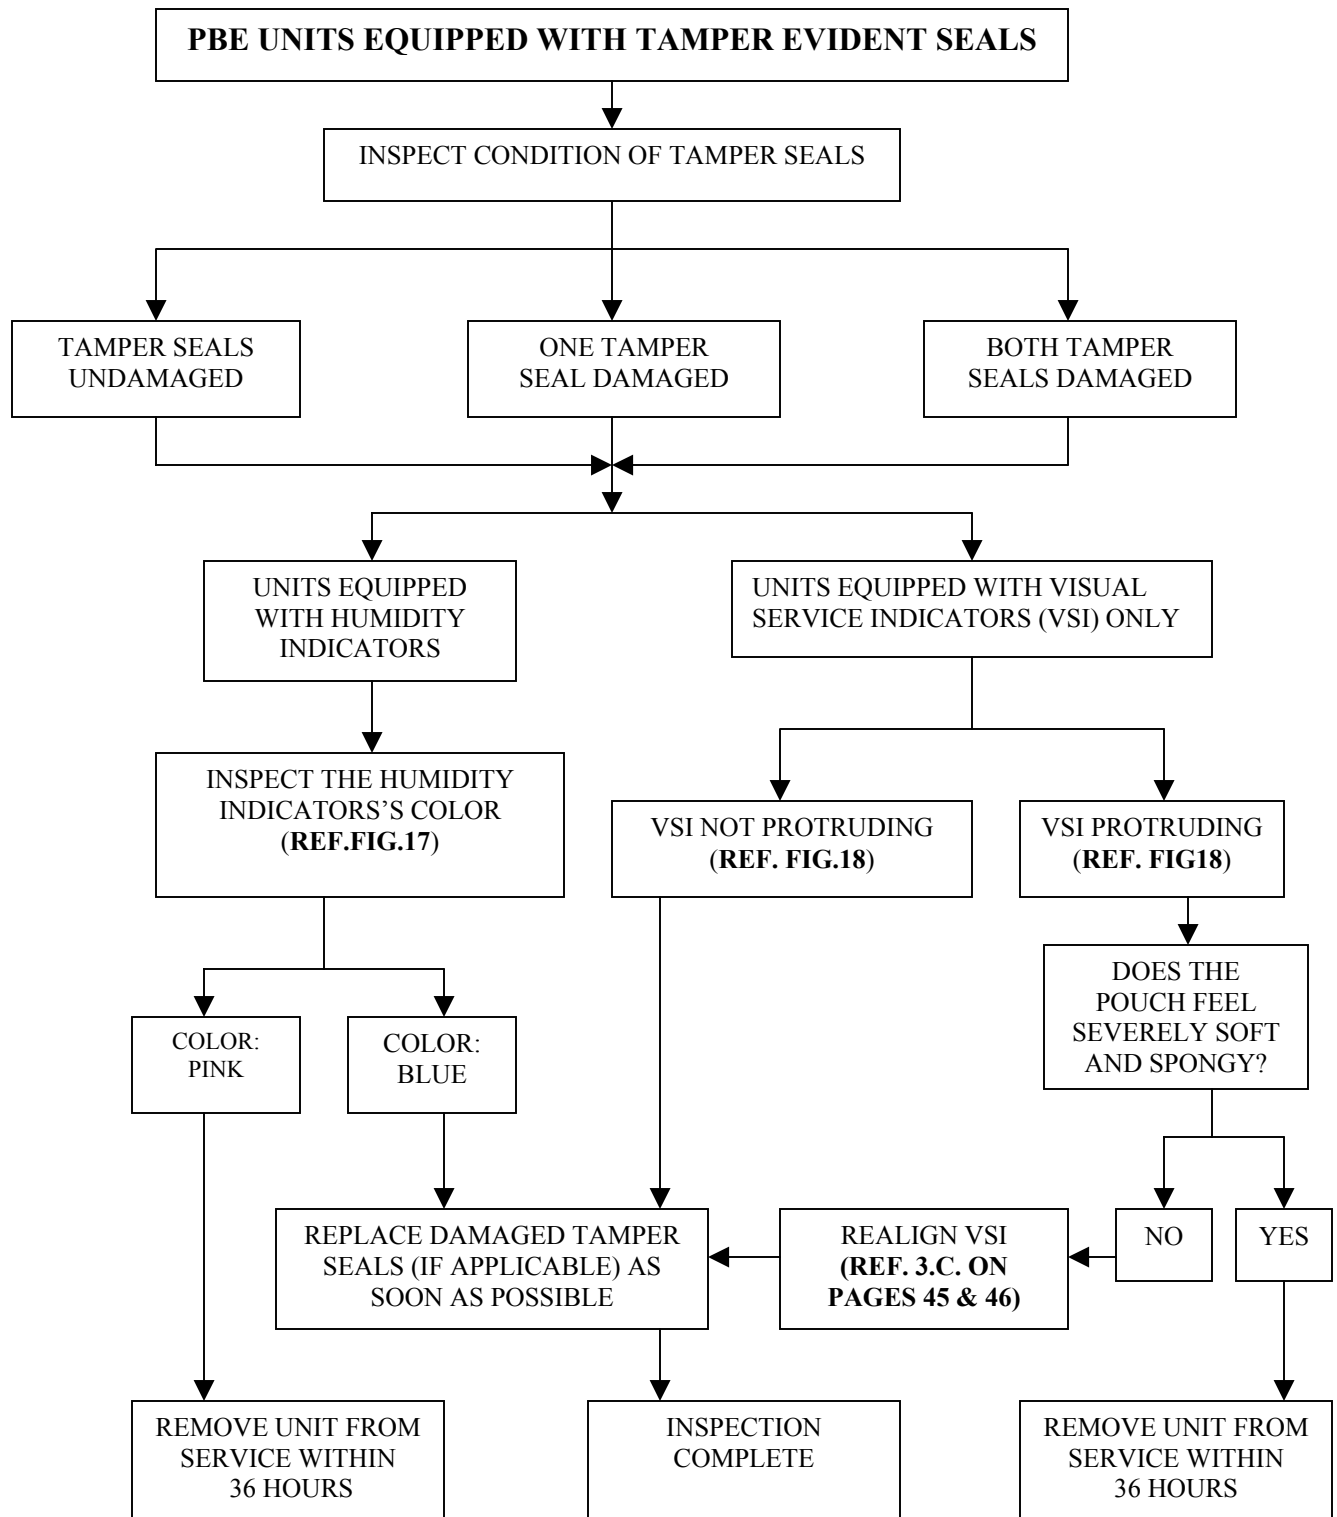 PBE UNITS EQUIPPED WITH TAMPER EVIDENT SEALS
INSPECT CONDITION OF TAMPER SEALS
TAMPER SEALS
UNDAMAGED
ONE TAMPER
SEAL DAMAGED
BOTH TAMPER
SEALS DAMAGED
UNITS EQUIPPED
WITH HUMIDITY
INDICATORS
UNITS EQUIPPED WITH VISUAL
SERVICE INDICATORS (VSI) ONLY
INSPECT THE HUMIDITY
INDICATORS’S COLOR
(REF.FIG.17)
VSI NOT PROTRUDING
(REF. FIG.18)
VSI PROTRUDING
(REF. FIG18)
DOES THE
POUCH FEEL
SEVERELY SOFT
AND SPONGY?
COLOR:
PINK
COLOR:
BLUE
REPLACE DAMAGED TAMPER
SEALS (IF APPLICABLE) AS
SOON AS POSSIBLE
REALIGN VSI
(REF. 3.C. ON
PAGES 45 & 46)
NO
YES
REMOVE UNIT FROM
SERVICE WITHIN
36 HOURS
INSPECTION
COMPLETE
REMOVE UNIT FROM
SERVICE WITHIN
36 HOURS